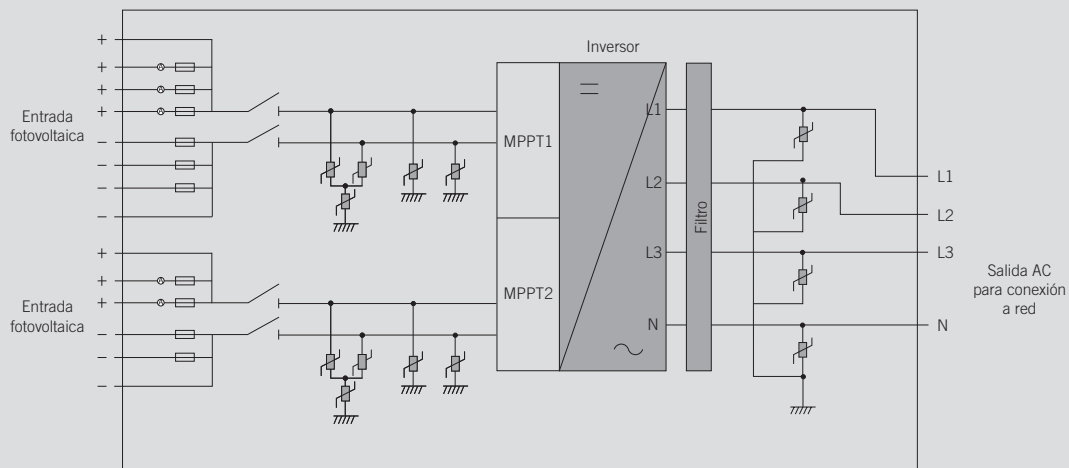 Inversor
+
+
+
+
Entrada
fotovoltaica
−
−
−
−
MPPT1
L1
L2
L3
N
Filtro
L1
L2
L3
N
Salida AC
para conexión
a red
+
+
+
Entrada
fotovoltaica
−
−
−
MPPT2